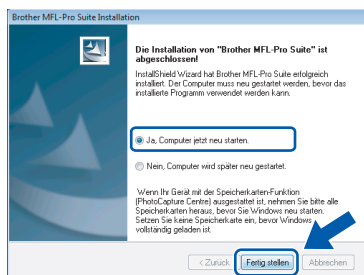 Brother MFL-Pro Suite Installation
Die Installation von "Brother MFL-Pro Suite" ist
abgeschlossen!
InstallShield Wizard hat Brother MFL-Pro Suite erfolgreich
installiert. Der Computer muss neu gestartet werden, bevor das
installierte Programm verwendet werden kann.
Ja, Computer jetzt neu starten.
Nein, Computer wird später neu gestartet.
Wenn Ihr Gerät mit der Speicherkarten-Funktion
(PhotoCapture Centre) ausgestattet ist, nehmen Sie bitte alle
Speicherkarten heraus, bevor Sie Windows neu starten.
Setzen Sie keine Speicherkarte ein, bevor Windows
vollständig geladen ist.
< Zurück Fertig stellen Abbrechen